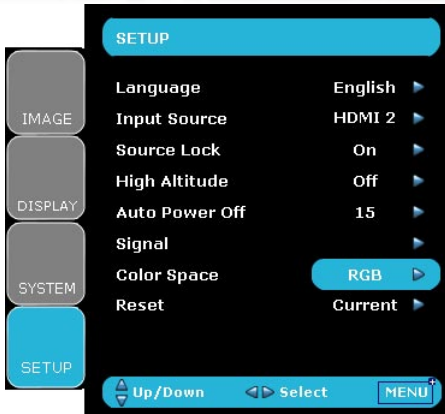 SETUP
Language English
IMAGE
Input Source HDMI 2
Source Lock On
High Altitude Off
DISPLAY
Auto Power Off 15
Signal
Color Space RGB
SYSTEM
Reset Current
SETUP
Up/Down Select MENU